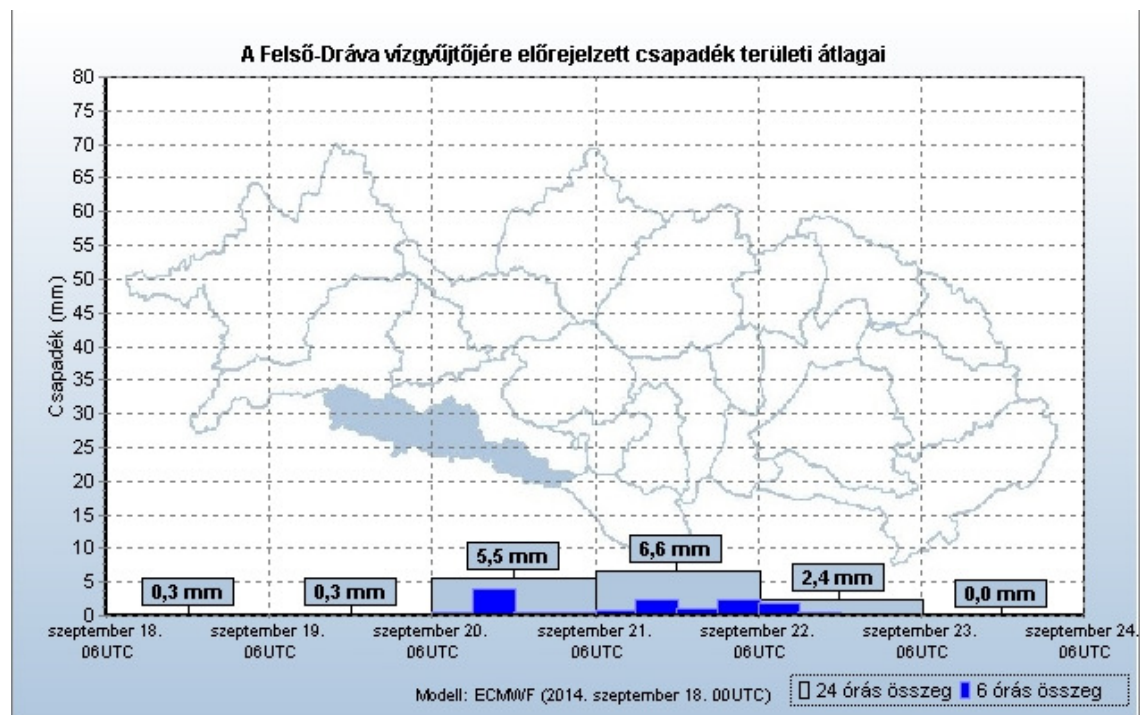 A Felső-Dráva vízgyűjtőjére előrejelzett csapadék területi átlagai
80
75
70
65
60
55
50
45
40
35
30
25
20
15
10
5
0
Csapadék (mm)
0,3 mm
0,3 mm
5,5 mm
6,6 mm
2,4 mm
0,0 mm
szeptember 18.
06UTC
szeptember 19.
06UTC
szeptember 20.
06UTC
szeptember 21.
06UTC
szeptember 22.
06UTC
szeptember 23.
06UTC
szeptember 24.
06UTC
Modell: ECMWF (2014. szeptember 18. 00UTC)
24 órás összeg
6 órás összeg